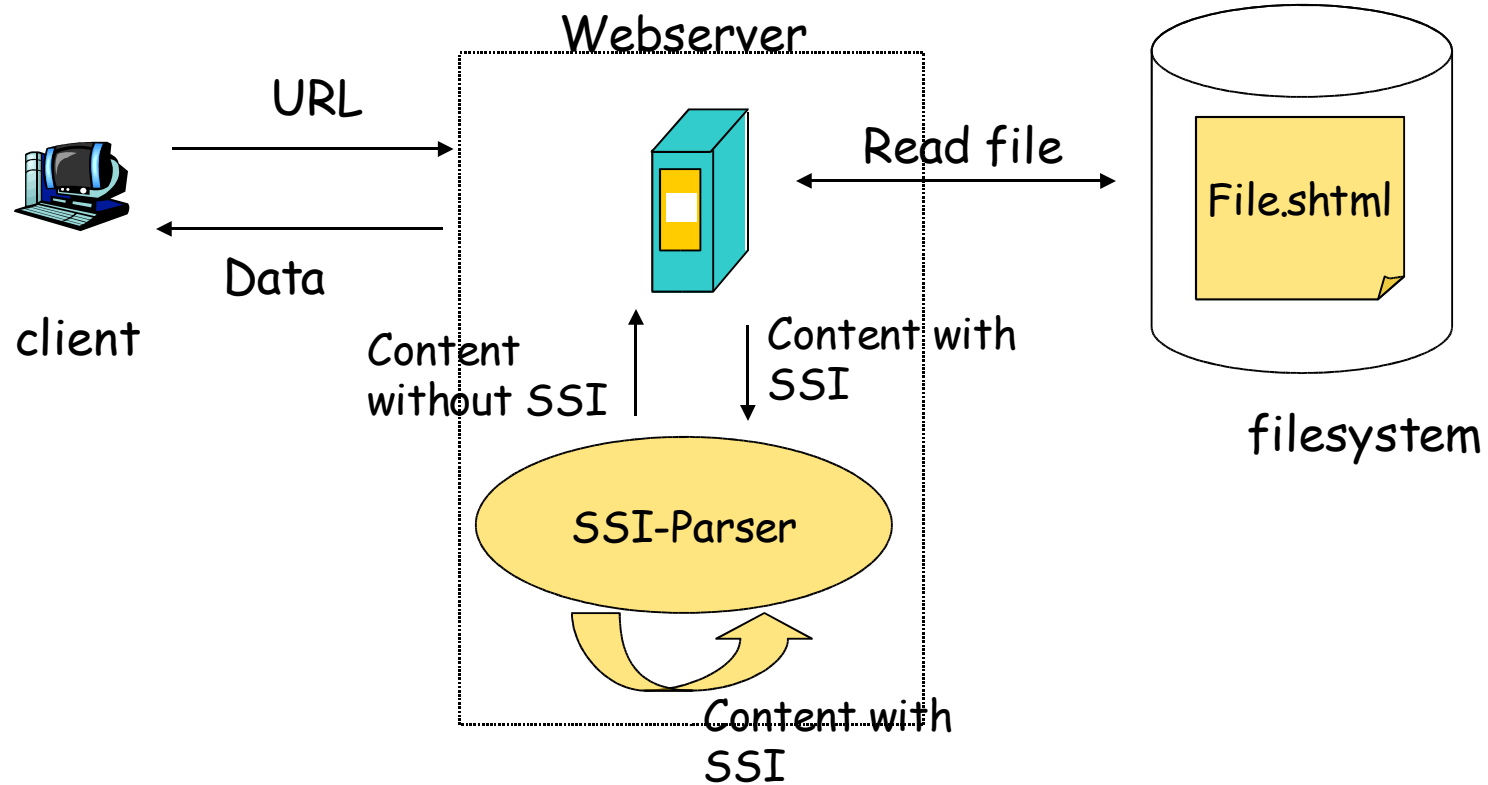 Webserver
URL
Read file
File.shtml
Data
client
Content
without SSI
Content with
SSI
filesystem
SSI-Parser
Content with
SSI